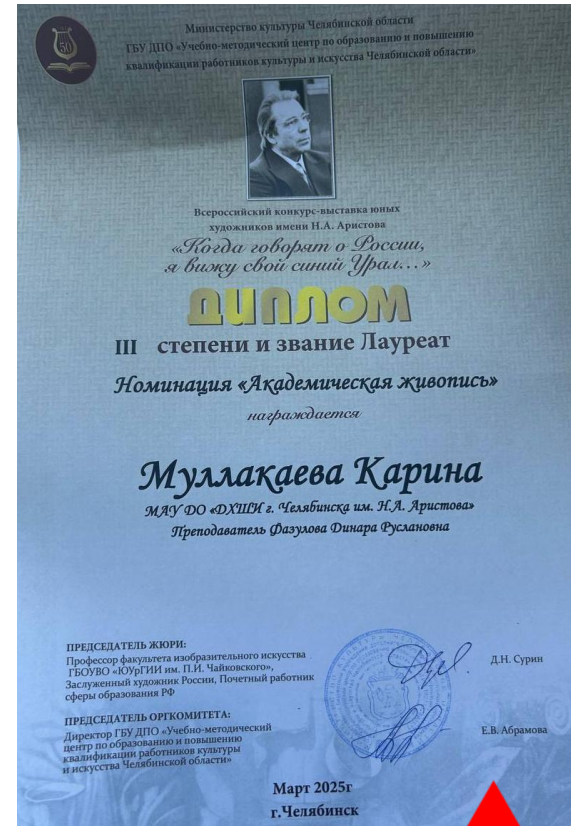 Министерство культуры Челябинской области
ГБУ ДПО «Учебно-методический центр по образованию и повышению
квалификации работников культуры и искусства Челябинской области»
50
Всероссийский конкурс-выставка юных
художников имени Н.А. Аристова
«Когда говорят о России,
я вижу свой синий Урал...»
ДИПЛОМ
III степени и звание Лауреат
Номинация «Академическая живопись»
награждается
Муллакаева Карина
МАУ ДО «ДХШИ г. Челябинска им. Н.А. Аристова»
Преподаватель Фазулова Динара Руслановна
ПРЕДСЕДАТЕЛЬ ЖЮРИ:
Профессор факультета изобразительного искусства
ГБОУВО «ЮУрГИИ им. П.И. Чайковского»,
Заслуженный художник России, Почетный работник
сферы образования РФ
Д.Н. Сурин
ПРЕДСЕДАТЕЛЬ ОРГКОМИТЕТА:
Директор ГБУ ДПО «Учебно-методический
центр по образованию и повышению
квалификации работников культуры
и искусства Челябинской области»
Е.В. Абрамова
Март 2025г
г.Челябинск